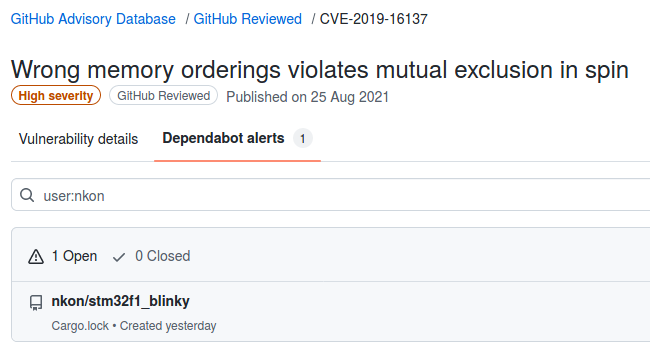 GitHub Advisory Database / GitHub Reviewed / CVE-2019-16137
Wrong memory orderings violates mutual exclusion in spin
High severity GitHub Reviewed Published on 25 Aug 2021
Vulnerability details Dependabot alerts 1
user:nkon
1 Open 0 Closed
nkon/stm32f1_blinky
Cargo.lock • Created yesterday